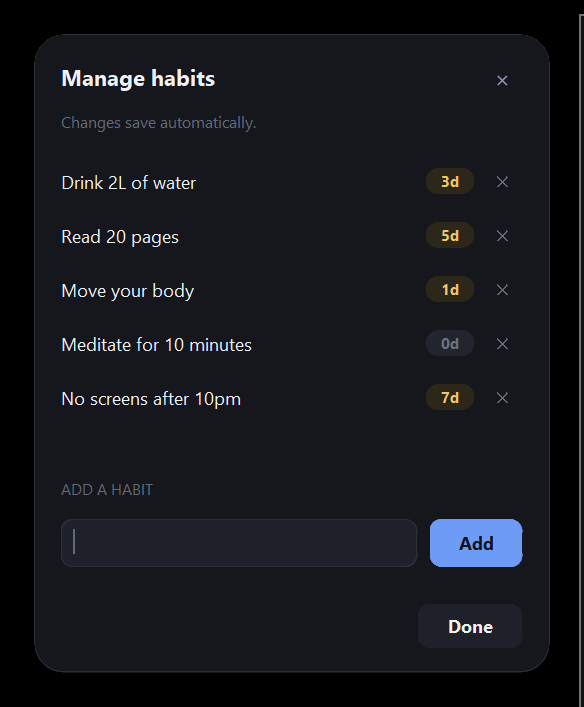 Manage habits
Changes save automatically.
Drink 2L of water 3d
Read 20 pages 5d
Move your body 1d
Meditate for 10 minutes 0d
No screens after 10pm 7d
ADD A HABIT
Add
Done